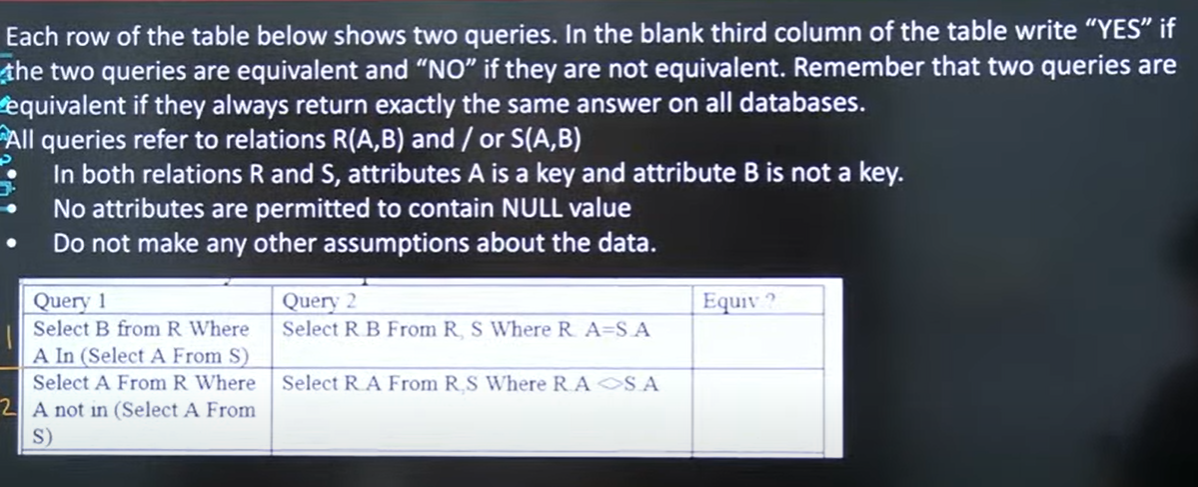 Each row of the table below shows two queries. In the blank third column of the table write “YES” if
the two queries are equivalent and “NO” if they are not equivalent. Remember that two queries are
equivalent if they always return exactly the same answer on all databases.
All queries refer to relations R(A,B) and / or S(A,B)
• In both relations R and S, attributes A is a key and attribute B is not a key.
• No attributes are permitted to contain NULL value
• Do not make any other assumptions about the data.
Query 1 Query 2 Equiv ?
1 Select B from R Where Select R.B From R, S Where R. A=S.A
A In (Select A From S)
Select A From R Where Select R.A From R,S Where R.A <>S.A
2 A not in (Select A From
S)